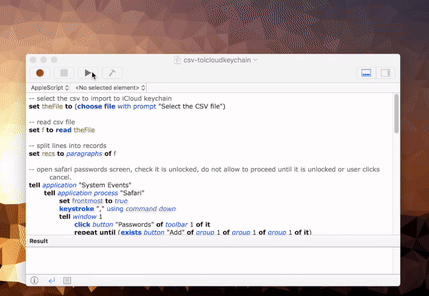 csv-toicloudkeychain
AppleScript <No selected element>
-- select the csv to import to iCloud keychain
set theFile to (choose file with prompt "Select the CSV file")
-- read csv file
set f to read theFile
-- split lines into records
set recs to paragraphs of f
-- open safari passwords screen, check it is unlocked, do not allow to proceed until it is unlocked or user clicks
cancel.
tell application "System Events"
tell application process "Safari"
set frontmost to true
keystroke "," using command down
tell window 1
click button "Passwords" of toolbar 1 of it
repeat until (exists button "Add" of group 1 of group 1 of group 1 of it)
Result